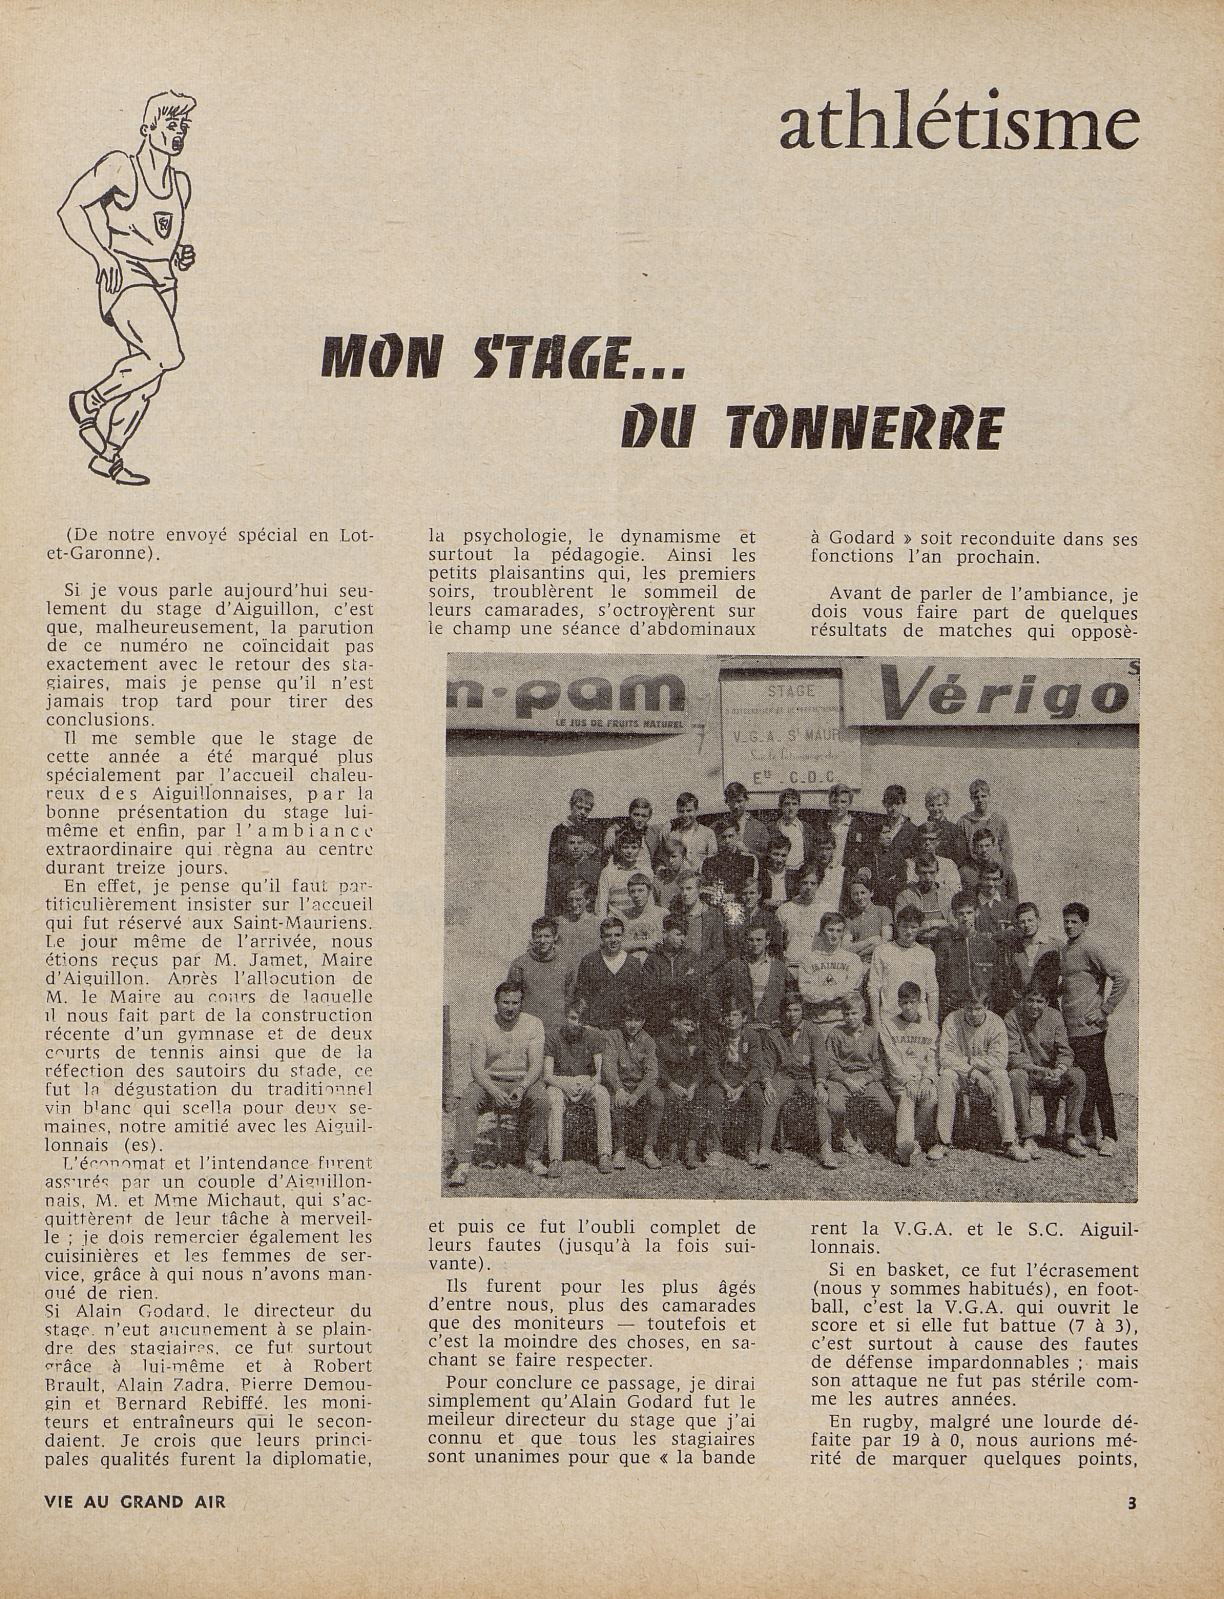 athlétisme
MON STAGE...
DU TONNERRE
(De notre envoyé spécial en Lot-
et-Garonne).
Si je vous parle aujourd'hui seu-
lement du stage d'Aiguillon, c'est
que, malheureusement, la parution
de ce numéro ne coïncidait pas
exactement avec le retour des sta-
giaires, mais je pense qu'il n'est
jamais trop tard pour tirer des
conclusions.
Il me semble que le stage de
cette année a été marqué plus
spécialement par l'accueil chaleu-
reux des Aiguillonnaises, par la
bonne présentation du stage lui-
même et enfin, par l'ambiance
extraordinaire qui règna au centre
durant treize jours.
En effet, je pense qu'il faut par-
titiculièrement insister sur l'accueil
qui fut réservé aux Saint-Mauriens.
Le jour même de l'arrivée, nous
étions reçus par M. Jamet, Maire
d'Aiguillon. Après l'allocution de
M. le Maire au cours de laquelle
il nous fait part de la construction
récente d'un gymnase et de deux
courts de tennis ainsi que de la
réfection des sautoirs du stade, ce
fut la dégustation du traditionnel
vin blanc qui scella pour deux se-
maines, notre amitié avec les Aiguil-
lonnais (es).
L'économat et l'intendance furent
assurés par un couple d'Aiguillon-
nais, M. et Mme Michaut, qui s'ac-
quittèrent de leur tâche à merveil-
le ; je dois remercier également les
cuisinières et les femmes de ser-
vice, grâce à qui nous n'avons man-
qué de rien.
Si Alain Godard, le directeur du
stage, n'eut aucunement à se plain-
dre des stagiaires, ce fut surtout
grâce à lui-même et à Robert
Brault, Alain Zadra, Pierre Demou-
gin et Bernard Rebiffé, les moni-
teurs et entraîneurs qui le secon-
daient. Je crois que leurs princi-
pales qualités furent la diplomatie,
la psychologie, le dynamisme et
surtout la pédagogie. Ainsi les
petits plaisantins qui, les premiers
soirs, troublèrent le sommeil de
leurs camarades, s'octroyèrent sur
le champ une séance d'abdominaux
à Godard » soit reconduite dans ses
fonctions l'an prochain.
Avant de parler de l'ambiance, je
dois vous faire part de quelques
résultats de matches qui opposè-
n·pam
LE JUS DE FRUITS NATUREL
STAGE
V.G.A. St MAUR
Ets C.D.C.
Vérigo
S
TRAINING
TRAINING
et puis ce fut l'oubli complet de
leurs fautes (jusqu'à la fois sui-
vante).
Ils furent pour les plus âgés
d'entre nous, plus des camarades
que des moniteurs — toutefois et
c'est la moindre des choses, en sa-
chant se faire respecter.
Pour conclure ce passage, je dirai
simplement qu'Alain Godard fut le
meileur directeur du stage que j'ai
connu et que tous les stagiaires
sont unanimes pour que « la bande
rent la V.G.A. et le S.C. Aiguil-
lonnais.
Si en basket, ce fut l'écrasement
(nous y sommes habitués), en foot-
ball, c'est la V.G.A. qui ouvrit le
score et si elle fut battue (7 à 3),
c'est surtout à cause des fautes
de défense impardonnables ; mais
son attaque ne fut pas stérile com-
me les autres années.
En rugby, malgré une lourde dé-
faite par 19 à 0, nous aurions mé-
rité de marquer quelques points,
VIE AU GRAND AIR
3